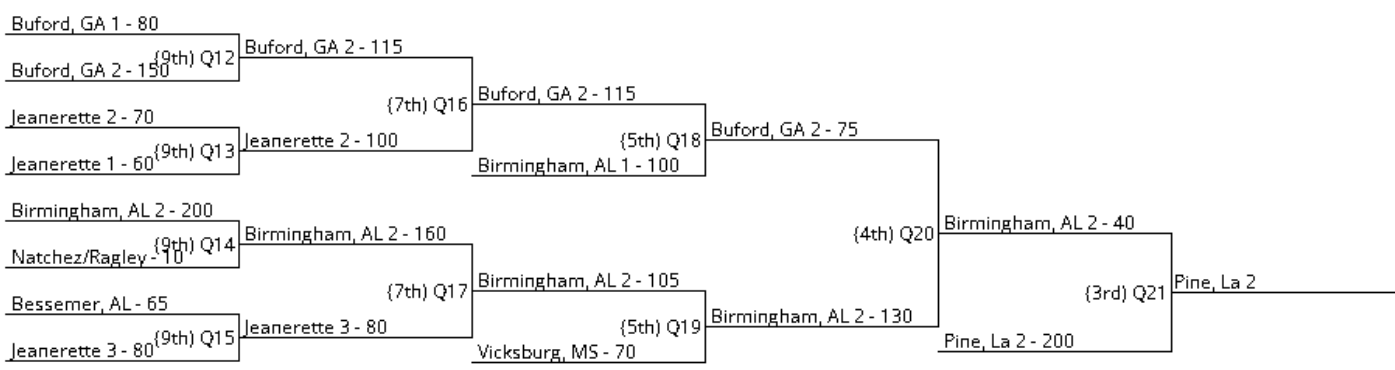 Buford, GA 1 - 80
{9th} Q12
Buford, GA 2 - 150
Buford, GA 2 - 115
{7th} Q16
Jeanerette 2 - 70
{9th} Q13
Jeanerette 1 - 60
Jeanerette 2 - 100
Buford, GA 2 - 115
{5th} Q18
Birmingham, AL 1 - 100
Buford, GA 2 - 75
{4th} Q20
Birmingham, AL 2 - 200
{9th} Q14
Natchez/Ragley - 10
Birmingham, AL 2 - 160
{7th} Q17
Bessemer, AL - 65
{9th} Q15
Jeanerette 3 - 80
Jeanerette 3 - 80
Birmingham, AL 2 - 105
{5th} Q19
Vicksburg, MS - 70
Birmingham, AL 2 - 130
Birmingham, AL 2 - 40
{3rd} Q21
Pine, La 2 - 200
Pine, La 2